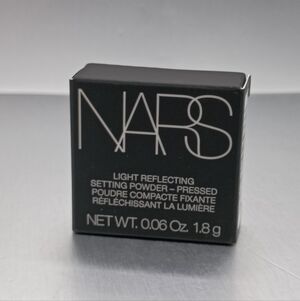 NARS
LIGHT REFLECTING
SETTING POWDER – PRESSED
POUDRE COMPACTE FIXANTE
RÉFLÉCHISSANT LA LUMIÈRE
NET WT. 0.06 Oz. 1.8 g